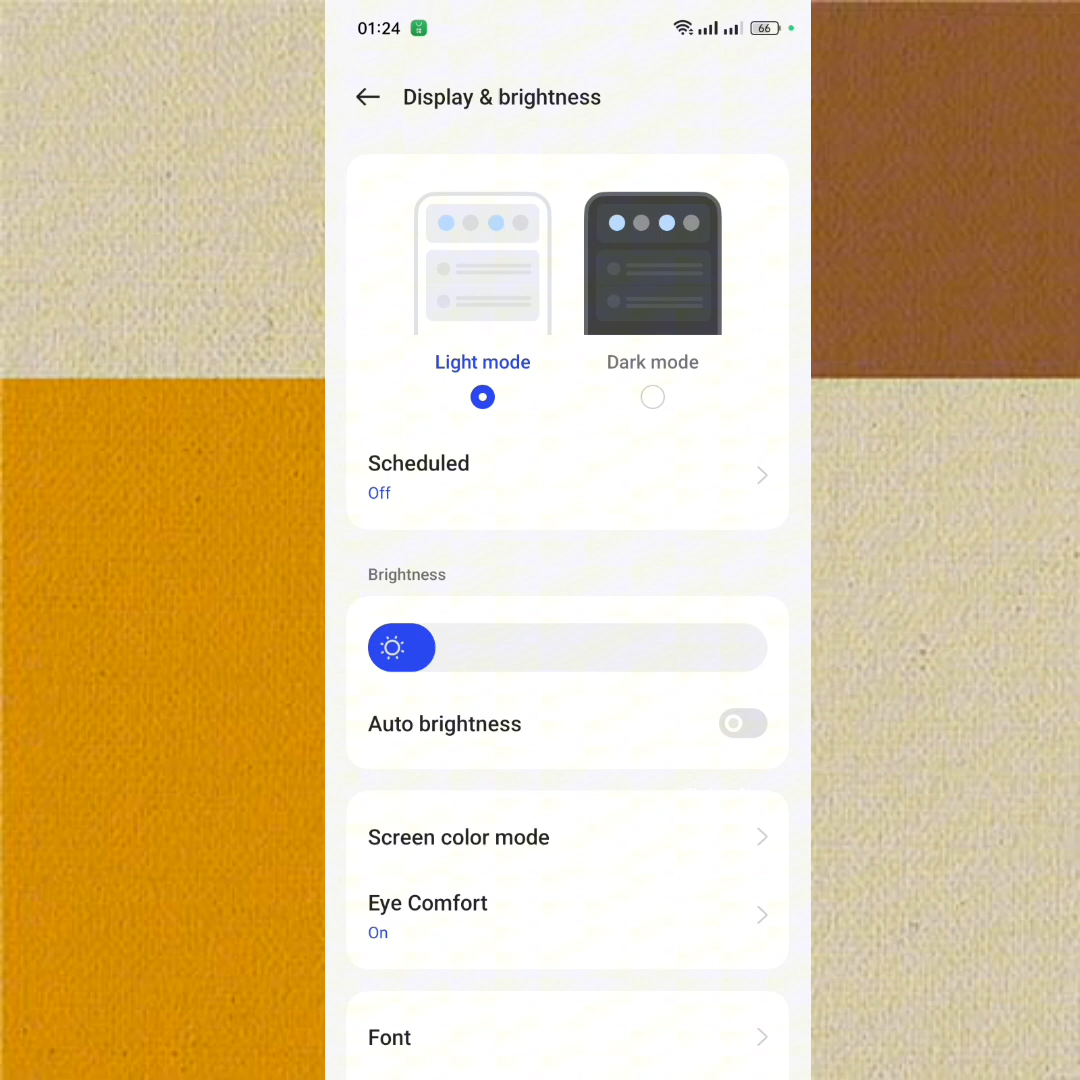 01:24
66
Display & brightness
Light mode
Dark mode
Scheduled
Off
Brightness
Auto brightness
Screen color mode
Eye Comfort
On
Font